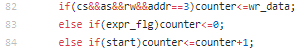 82 if(cs&&as&&rw&&addr==3)counter<=wr_data;
83 else if(expr_flg)counter<=0;
84 else if(start)counter<=counter+1;